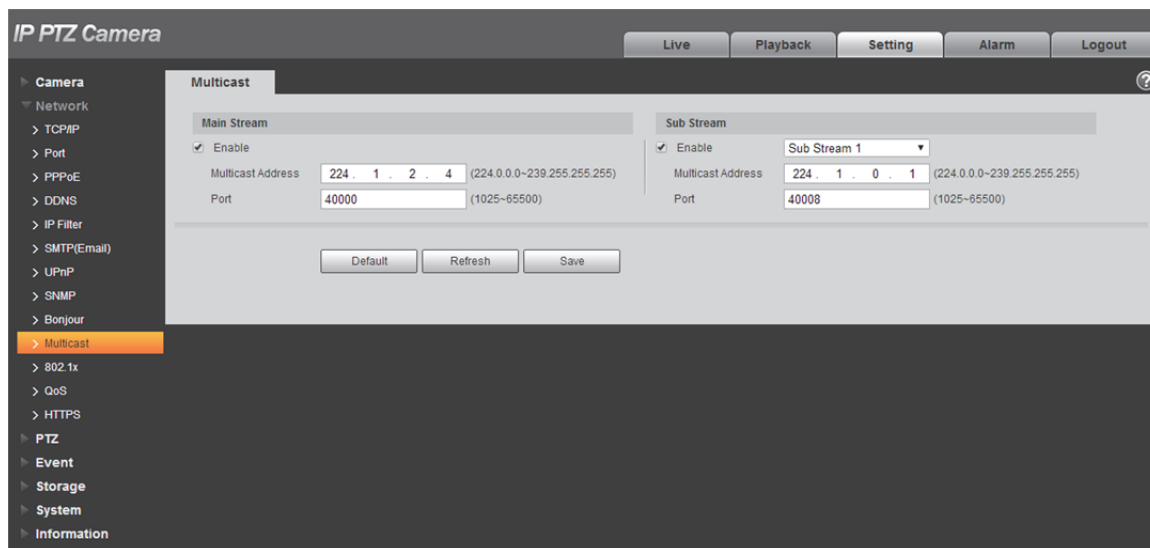 IP PTZ Camera
Live Playback Setting Alarm Logout
Camera
Network
TCP/IP
Port
PPPoE
DDNS
IP Filter
SMTP(Email)
UPnP
SNMP
Bonjour
Multicast
802.1x
QoS
HTTPS
PTZ
Event
Storage
System
Information
Multicast
?
Main Stream
Enable
Multicast Address 224 . 1 . 2 . 4 (224.0.0.0~239.255.255.255)
Port 40000 (1025~65500)
Sub Stream
Enable Sub Stream 1
Multicast Address 224 . 1 . 0 . 1 (224.0.0.0~239.255.255.255)
Port 40008 (1025~65500)
Default Refresh Save